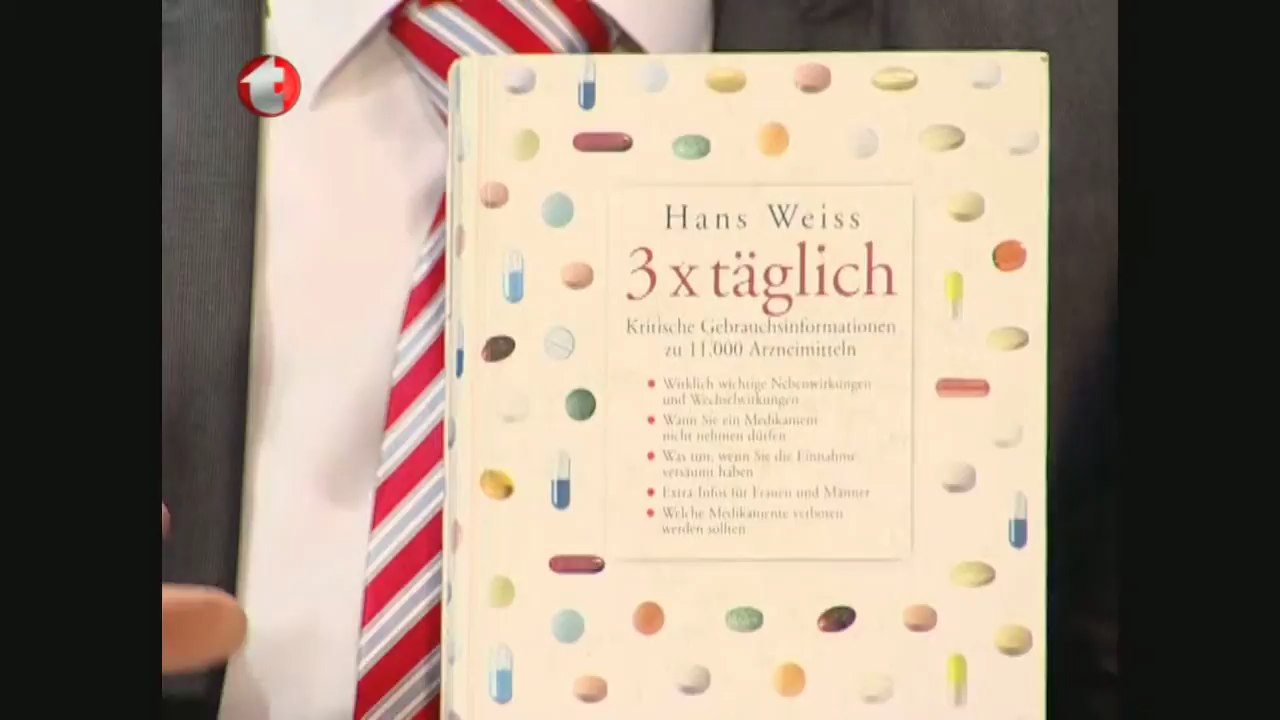 Hans Weiss
3 x täglich
Kritische Gebrauchsinformationen
zu 11.000 Arzneimitteln
Wirklich wichtige Nebenwirkungen
und Wechselwirkungen
Wann Sie ein Medikament
nicht nehmen dürfen
Was tun, wenn Sie die Einnahme
versäumt haben
Extra-Infos für Frauen und Männer
Welche Medikamente verboten
werden sollten